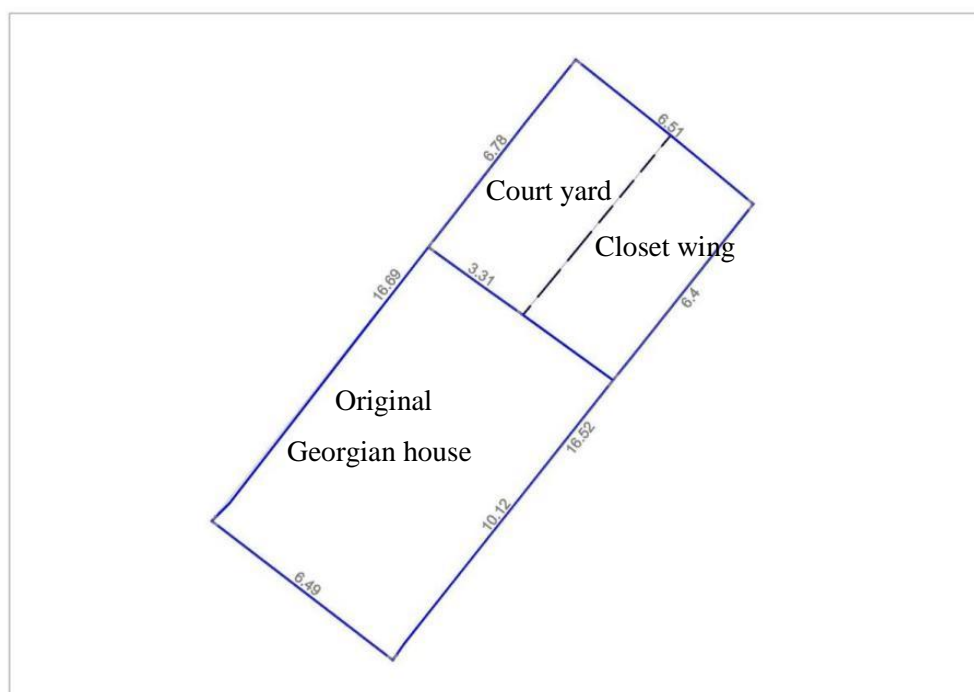 6.51
6.78
Court yard
Closet wing
3.31
16.69
6.4
Original
Georgian house
16.52
10.12
6.49